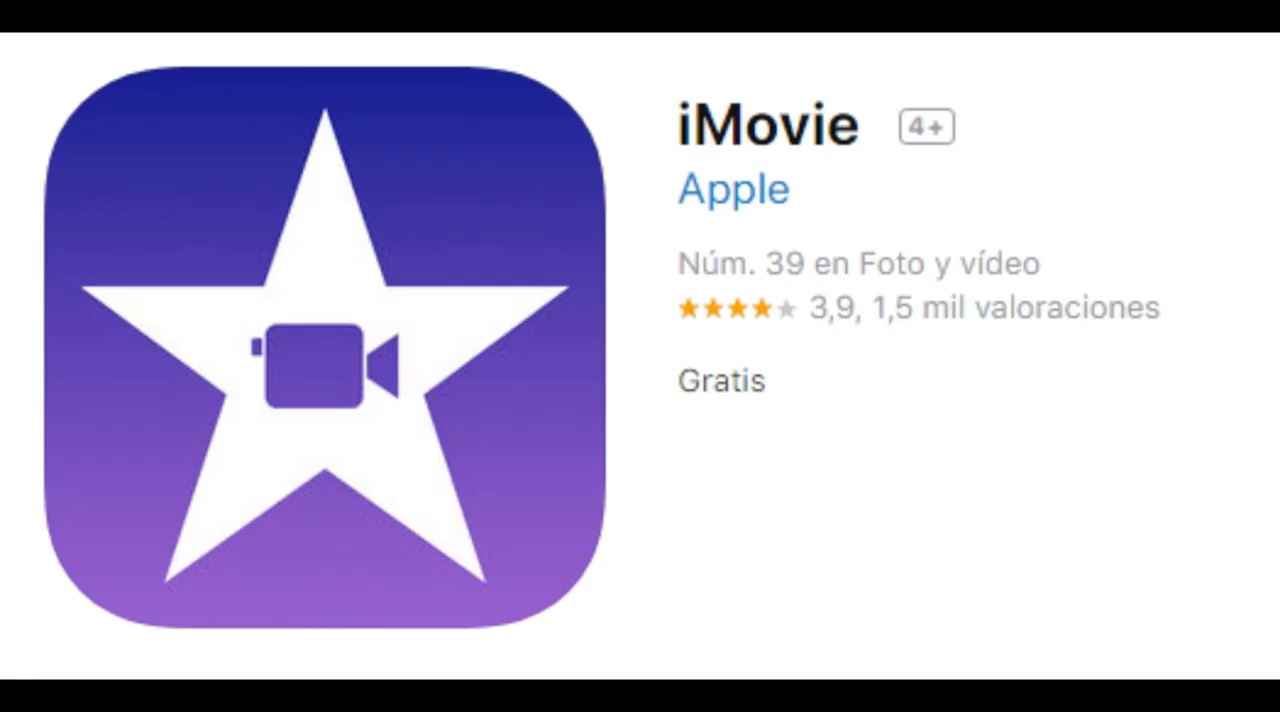 iMovie 4+
Apple
Núm. 39 en Foto y vídeo
3,9, 1,5 mil valoraciones
Gratis